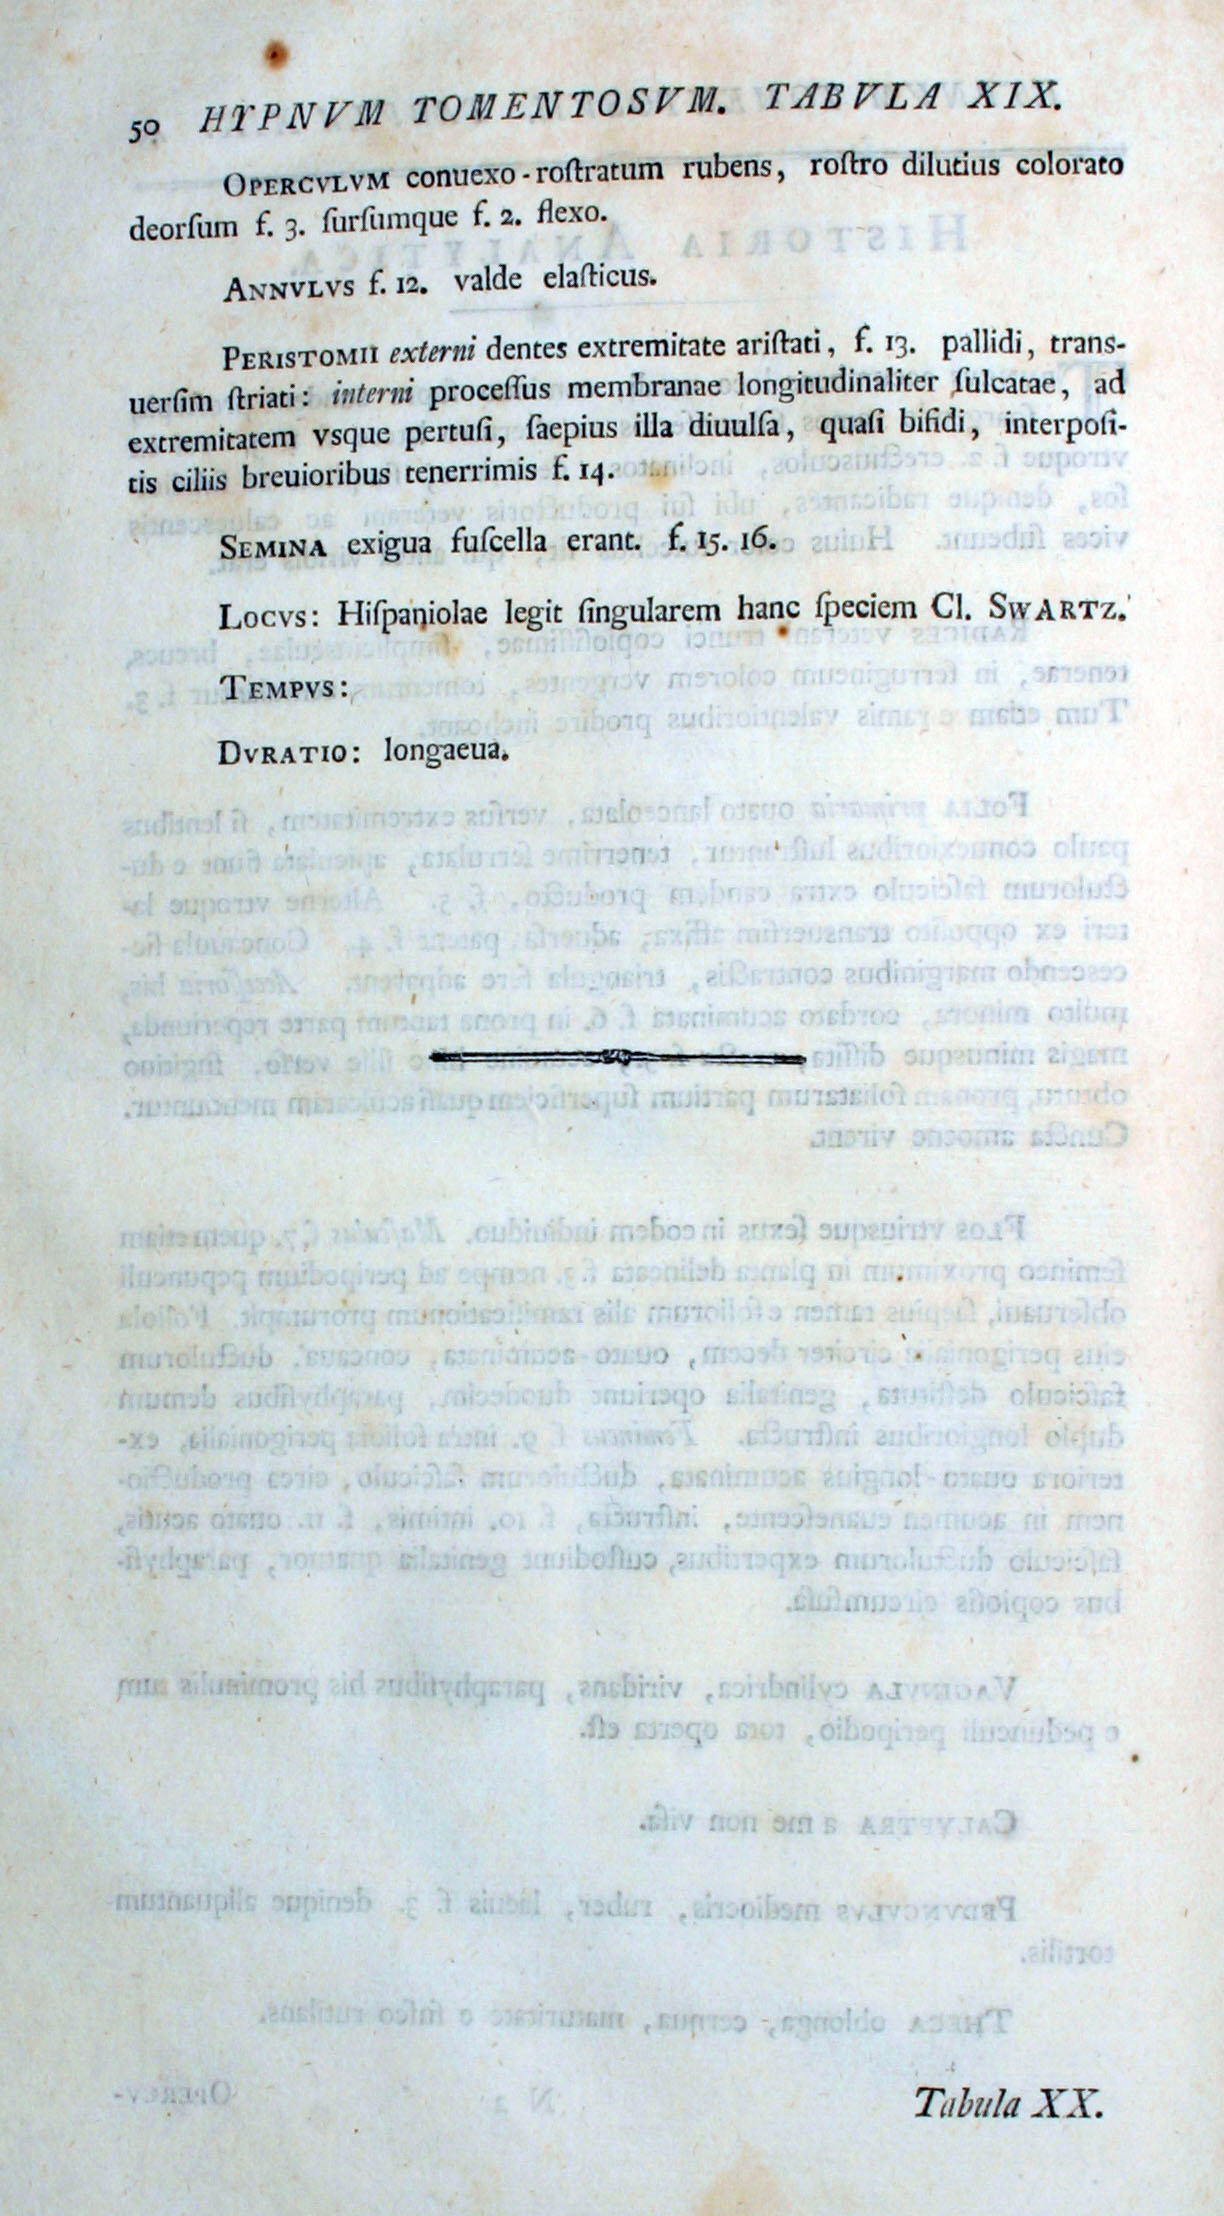 50 HYPNVM TOMENTOSVM. TABVLA XIX.
OPERCVLVM conuexo-roſtratum rubens, roſtro dilutius colorato
deorſum f. 3. ſurſumque f. 2. flexo.
ANNVLVS f. 12. valde elaſticus.
PERISTOMII externi dentes extremitate ariſtati, f. 13. pallidi, trans-
uerſim ſtriati: interni proceſſus membranae longitudinaliter ſulcatae, ad
extremitatem vsque pertuſi, ſaepius illa diuulſa, quaſi bifidi, interpoſi-
tis ciliis breuioribus tenerrimis f. 14.
SEMINA exigua fuſcella erant. f. 15. 16.
LOCVS: Hiſpaniolae legit ſingularem hanc ſpeciem Cl. SWARTZ.
TEMPVS:
DVRATIO: longaeua.
Tabula XX.